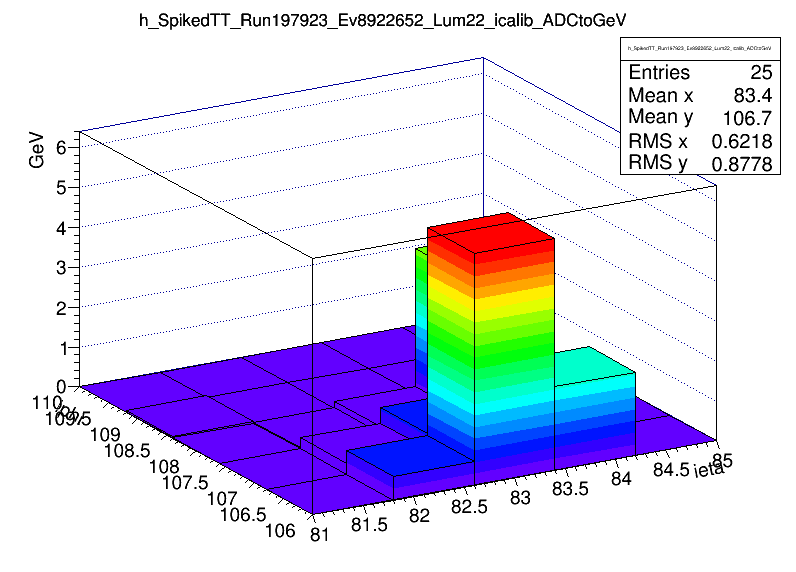 h_SpikedTT_Run197923_Ev8922652_Lum22_icalib_ADCtoGeV
h_SpikedTT_Run197923_Ev8922652_Lum22_icalib_ADCtoGeV
Entries 25
Mean x 83.4
Mean y 106.7
RMS x 0.6218
RMS y 0.8778
GeV
6
5
4
3
2
1
0
110
109.5
109
108.5
108
107.5
107
106.5
106
81
81.5
82
82.5
83
83.5
84
84.5
85
ieta